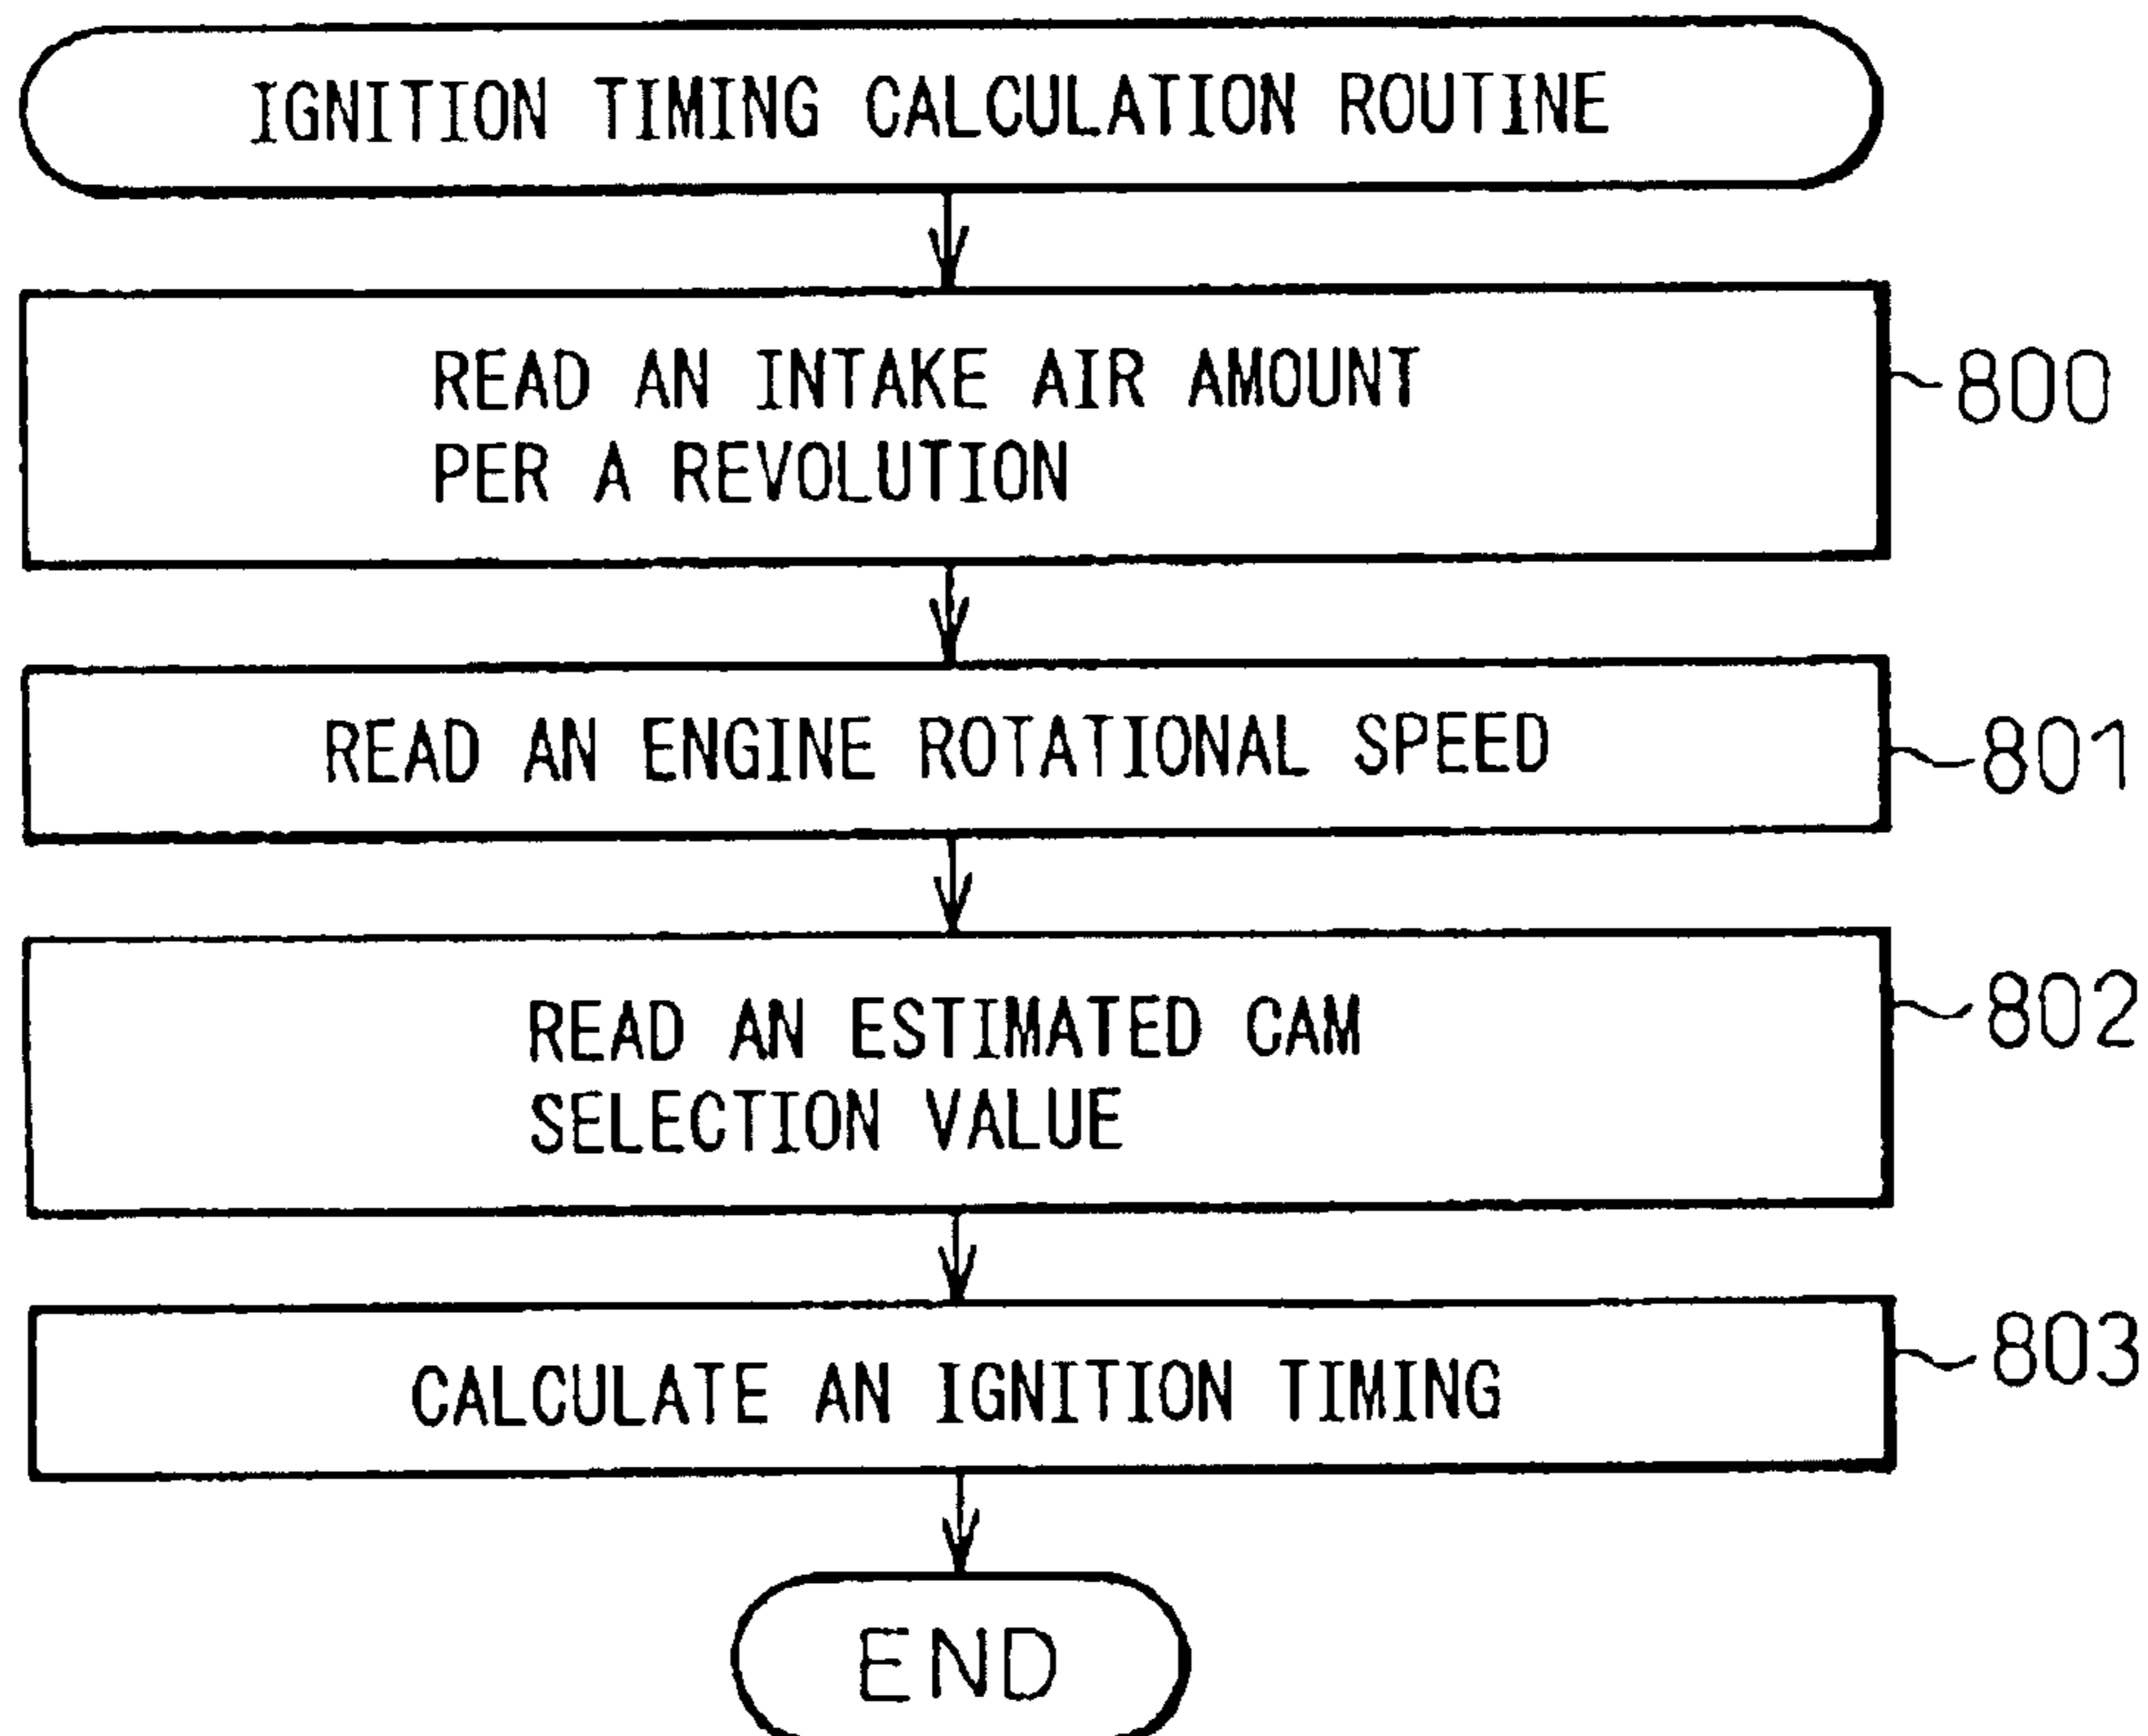 IGNITION TIMING CALCULATION ROUTINE
READ AN INTAKE AIR AMOUNT
PER A REVOLUTION
800
READ AN ENGINE ROTATIONAL SPEED
801
READ AN ESTIMATED CAM
SELECTION VALUE
802
CALCULATE AN IGNITION TIMING
803
END